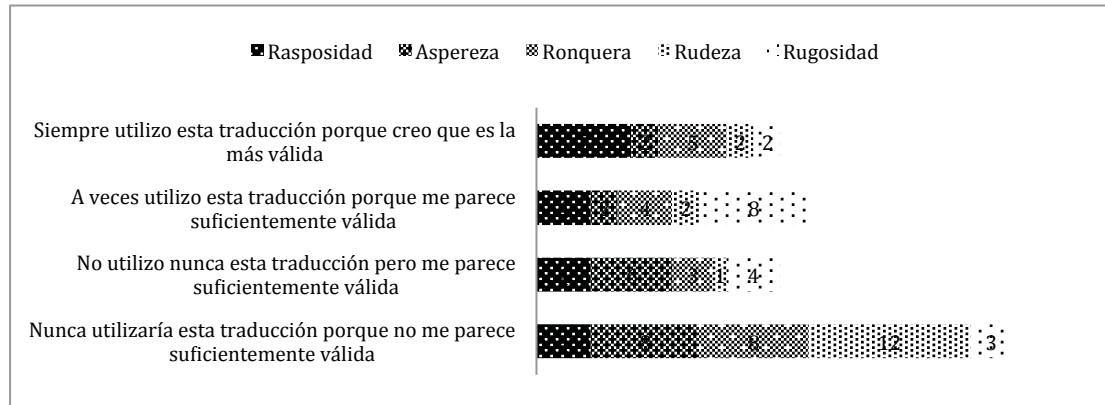 Rasposidad Aspereza Ronquera Rudeza Rugosidad
Siempre utilizo esta traducción porque creo que es la
más válida
2 5 2 2
A veces utilizo esta traducción porque me parece
suficientemente válida
4 2 8
No utilizo nunca esta traducción pero me parece
suficientemente válida
3 1 4
Nunca utilizaría esta traducción porque no me parece
suficientemente válida
8 8 12 3